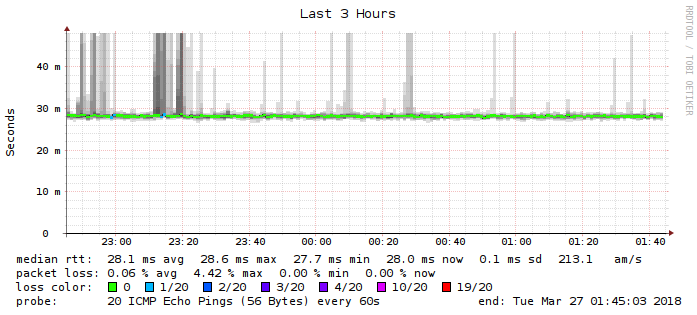 Last 3 Hours
RRDTOOL / TOBI OETIKER
Seconds
40 m
30 m
20 m
10 m
0
23:00 23:20 23:40 00:00 00:20 00:40 01:00 01:20 01:40
median rtt: 28.1 ms avg 28.6 ms max 27.7 ms min 28.0 ms now 0.1 ms sd 213.1 am/s
packet loss: 0.06 % avg 4.42 % max 0.00 % min 0.00 % now
loss color: 0 1/20 2/20 3/20 4/20 10/20 19/20
probe: 20 ICMP Echo Pings (56 Bytes) every 60s end: Tue Mar 27 01:45:03 2018